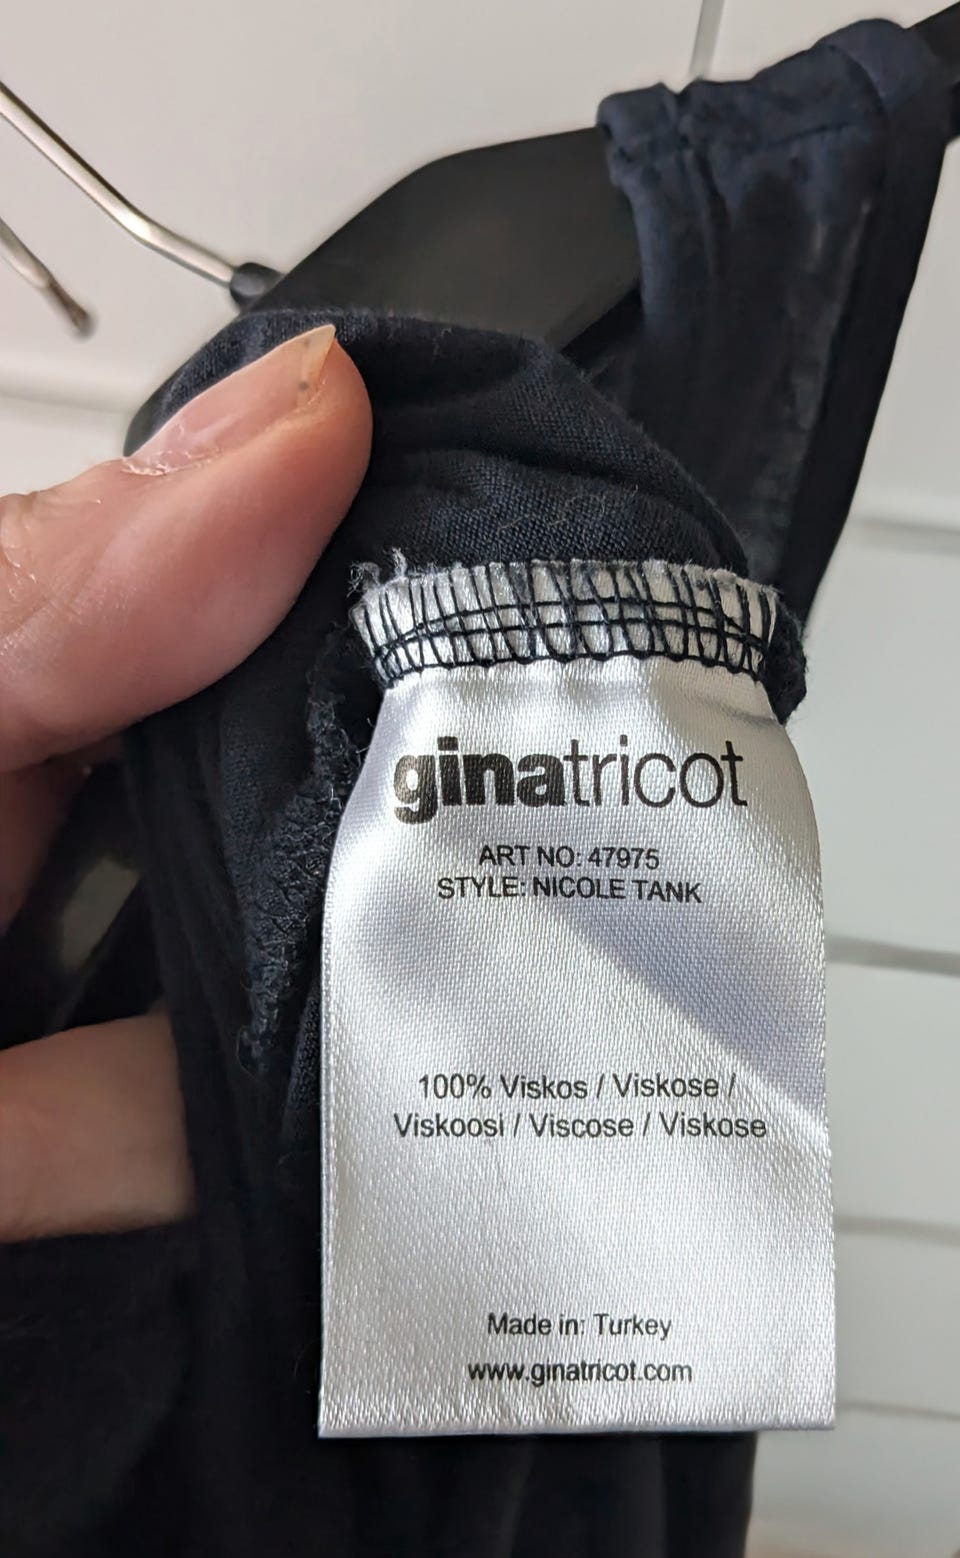 ginatricot
ART NO: 47975
STYLE: NICOLE TANK
100% Viskos / Viskose /
Viskoosi / Viscose / Viskose
Made in: Turkey
www.ginatricot.com